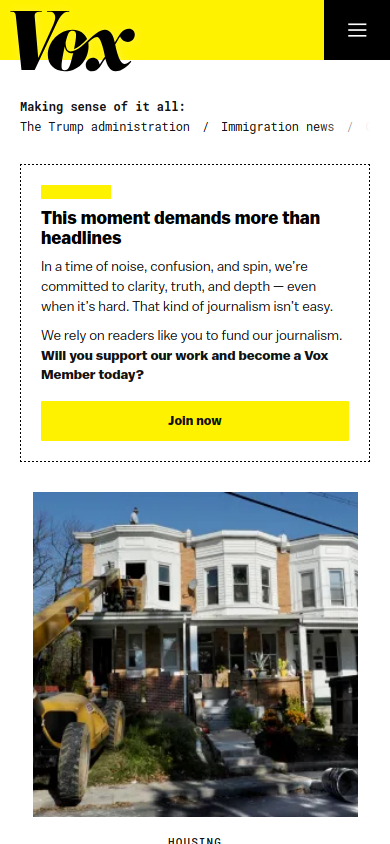 Vox
Making sense of it all:
The Trump administration / Immigration news /
This moment demands more than
headlines
In a time of noise, confusion, and spin, we're
committed to clarity, truth, and depth — even
when it's hard. That kind of journalism isn't easy.
We rely on readers like you to fund our journalism.
Will you support our work and become a Vox
Member today?
Join now
HOUSING